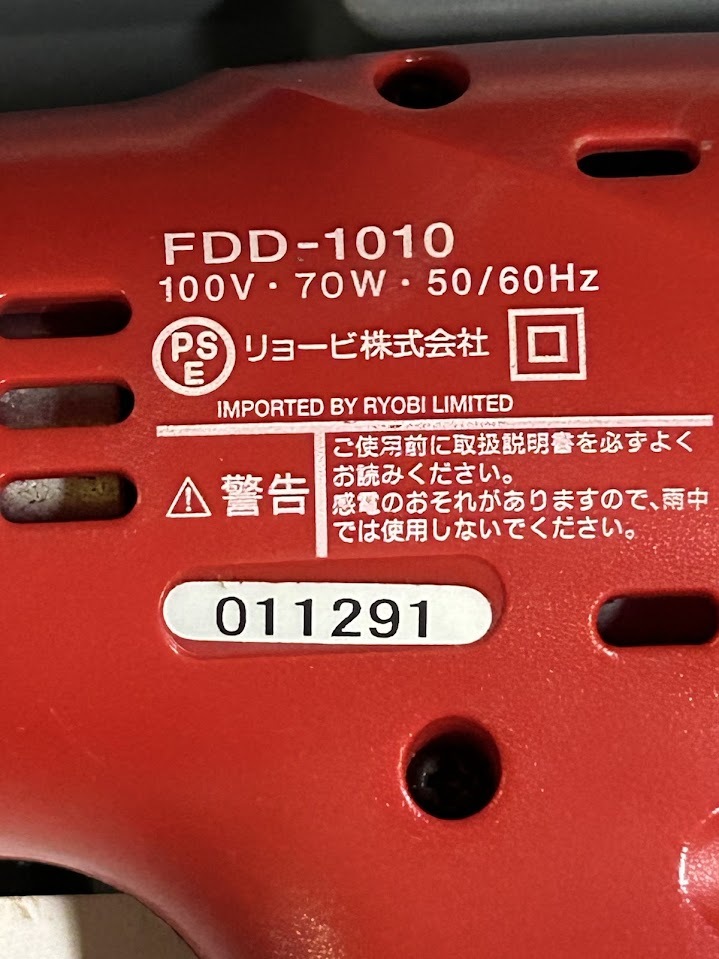 FDD-1010
100V・70W・50/60Hz
PS
E
リョービ株式会社
IMPORTED BY RYOBI LIMITED
警告
ご使用前に取扱説明書を必ずよく
お読みください。
感電のおそれがありますので、雨中
では使用しないでください。
011291